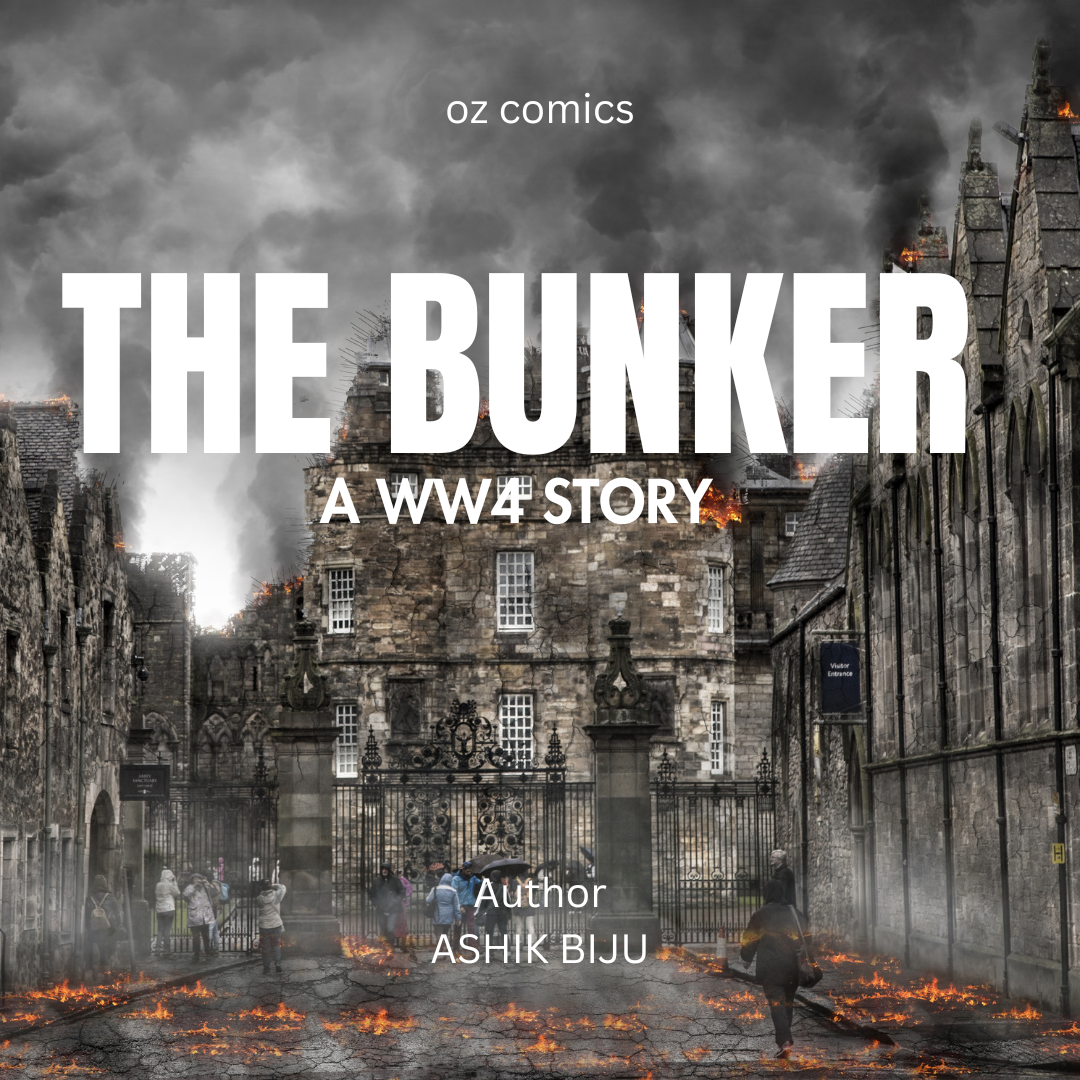 oz comics
THE BUNKER
A WW4 STORY
Visitor
Entrance
Author
ASHIK BIJU